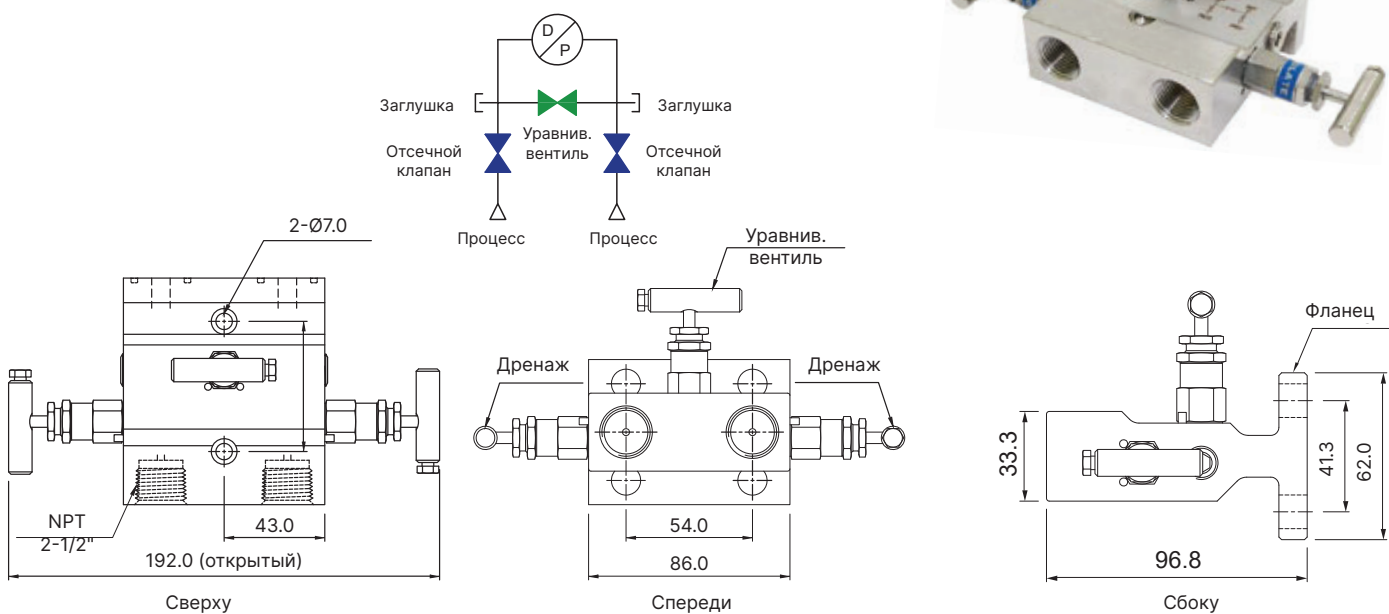 D
P
Заглушка
Заглушка
Уравнив.
вентиль
Отсечной
клапан
Отсечной
клапан
Процесс
Процесс
LATE
2-Ø7.0
NPT
2-1/2"
43.0
192.0 (открытый)
Сверху
Уравнив.
вентиль
Дренаж
Дренаж
54.0
86.0
Спереди
Фланец
33.3
41.3
62.0
96.8
Сбоку